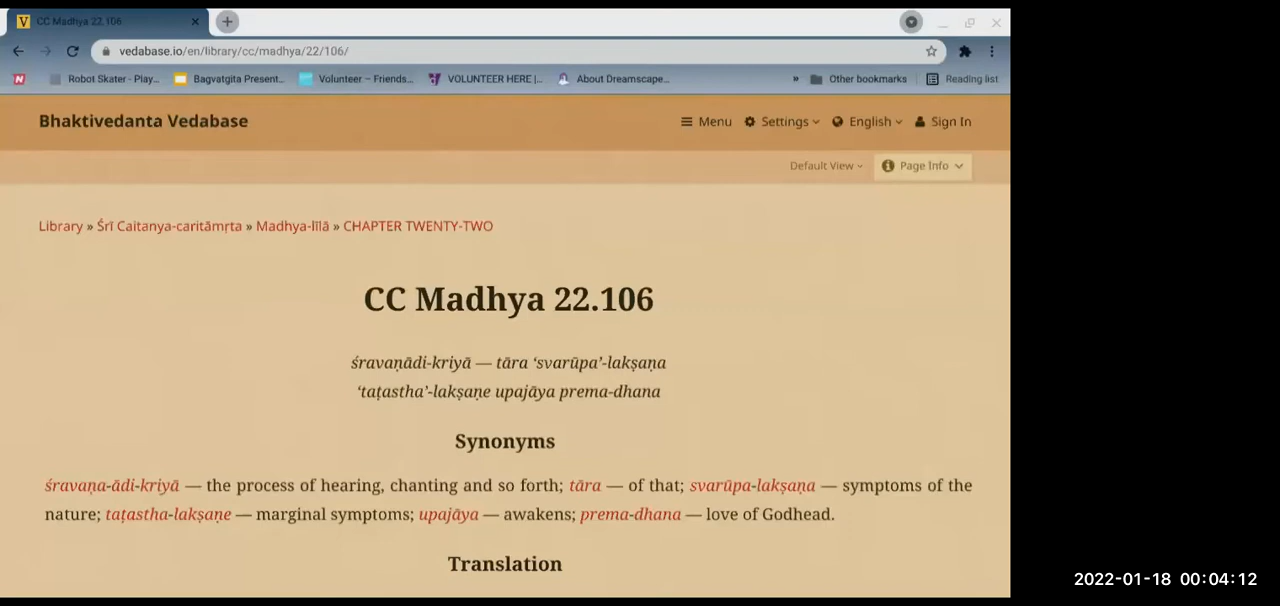 CC Madhya 22.106
vedabase.io/en/library/cc/madhya/22/106/
Robot Skater - Play... Bagvatgita Present... Volunteer – Friends... VOLUNTEER HERE |... About Dreamscape... » Other bookmarks Reading list
Bhaktivedanta Vedabase Menu Settings English Sign In
Default View Page Info
Library » Śrī Caitanya-caritāmṛta » Madhya-līlā » CHAPTER TWENTY-TWO
CC Madhya 22.106
śravaṇādi-kriyā — tāra ‘svarūpa’-lakṣaṇa
‘taṭastha’-lakṣaṇe upajāya prema-dhana
Synonyms
śravaṇa-ādi-kriyā — the process of hearing, chanting and so forth; tāra — of that; svarūpa-lakṣaṇa — symptoms of the
nature; taṭastha-lakṣaṇe — marginal symptoms; upajāya — awakens; prema-dhana — love of Godhead.
Translation
2022-01-18 00:04:12